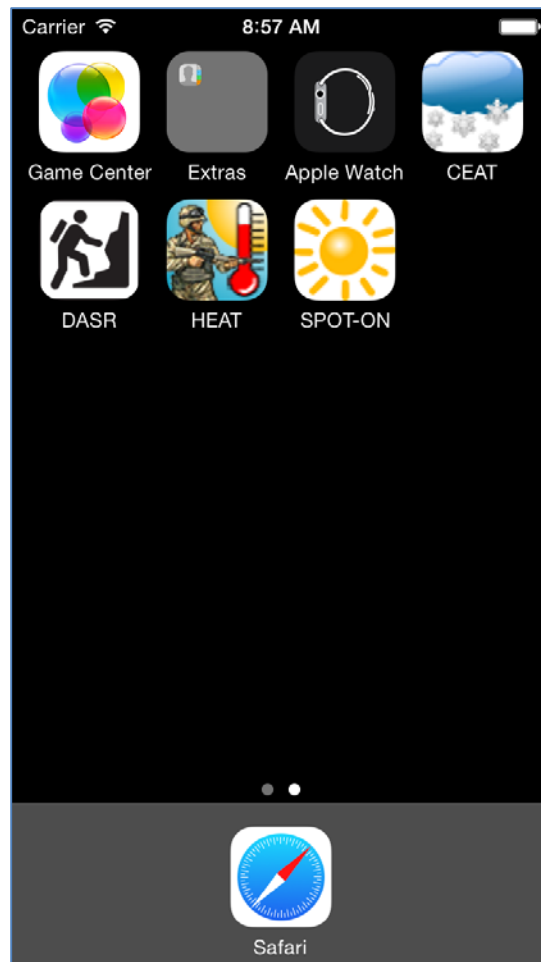 Carrier 8:57 AM
Game Center Extras Apple Watch CEAT
DASR HEAT SPOT-ON
Safari